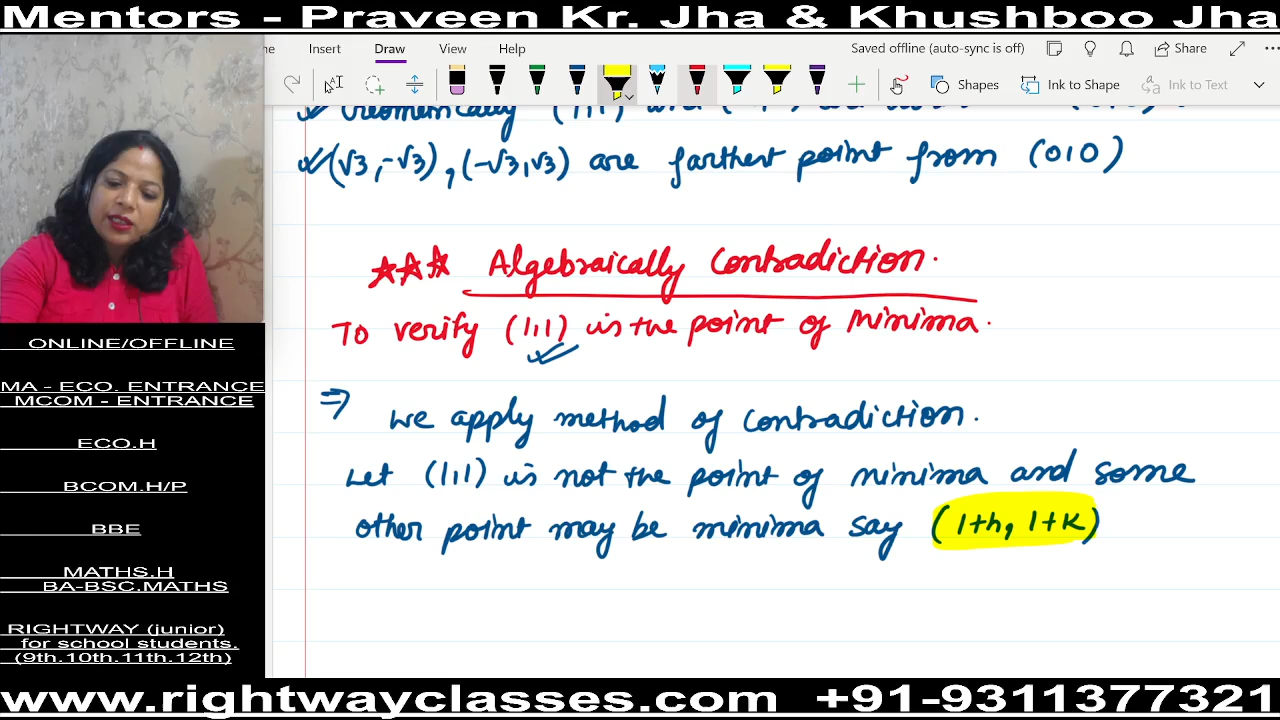 Mentors - Praveen Kr. Jha & Khushboo Jha
Insert Draw View Help Saved offline (auto-sync is off) Share
Shapes Ink to Shape Ink to Text
Geometrically (1,1) and
(√3,-√3), (-√3,√3) are farthest point from (0,0)
*** Algebraically Contradiction.
To verify (1,1) is the point of Minima.
⇒ We apply method of Contradiction.
Let (1,1) is not the point of minima and some
other point may be minima say (1+h, 1+k)
ONLINE/OFFLINE
MA - ECO. ENTRANCE
MCOM - ENTRANCE
ECO.H
BCOM.H/P
BBE
MATHS.H
BA-BSC.MATHS
RIGHTWAY (junior)
for school students.
(9th.10th.11th.12th)
www.rightwayclasses.com +91-9311377321